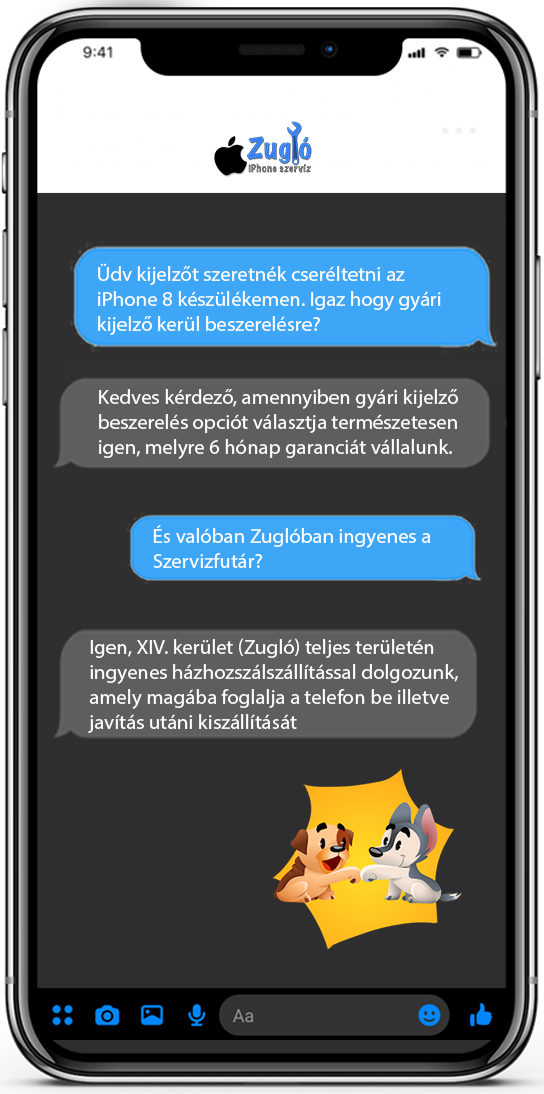 9:41
Zugló
iPhone szervíz
Üdv kijelzőt szeretnék cseréltetni az
iPhone 8 készülékemen. Igaz hogy gyári
kijelző kerül beszerelésre?
Kedves kérdező, amennyiben gyári kijelző
beszerelés opciót választja természetesen
igen, melyre 6 hónap garanciát vállalunk.
És valóban Zuglóban ingyenes a
Szervizfutár?
Igen, XIV. kerület (Zugló) teljes területén
ingyenes házhozszálszállítással dolgozunk,
amely magába foglalja a telefon be illetve
javítás utáni kiszállítását
Aa